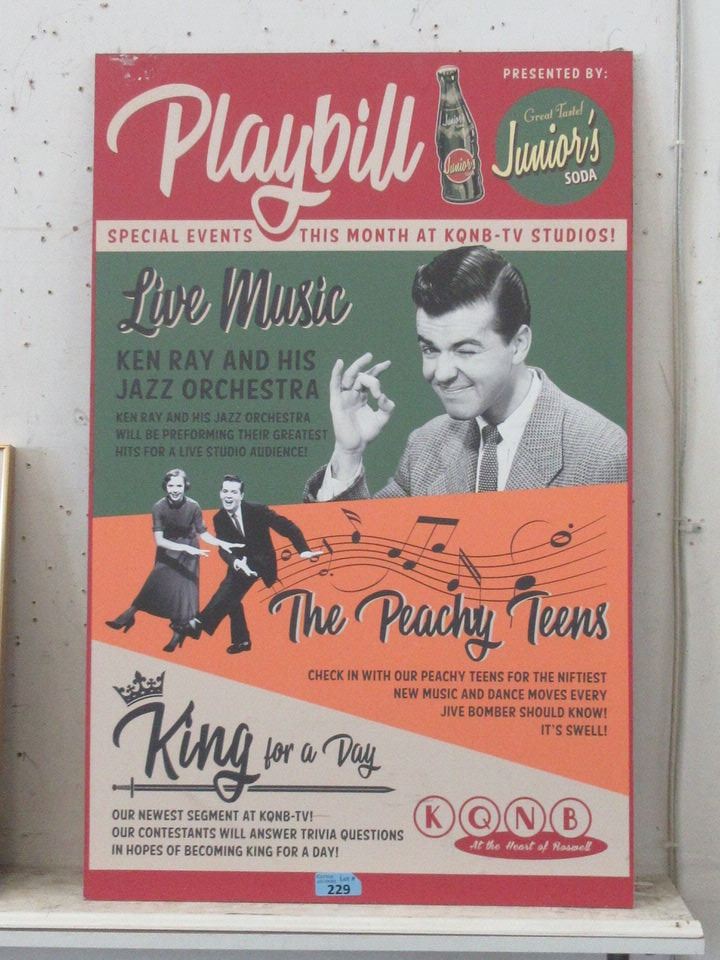 Playbill
PRESENTED BY:
Great Taste!
Junior's
SODA
Junior's
Junior's
SPECIAL EVENTS THIS MONTH AT KQNB-TV STUDIOS!
Live Music
KEN RAY AND HIS
JAZZ ORCHESTRA
KEN RAY AND HIS JAZZ ORCHESTRA
WILL BE PREFORMING THEIR GREATEST
HITS FOR A LIVE STUDIO AUDIENCE!
The Peachy Teens
CHECK IN WITH OUR PEACHY TEENS FOR THE NIFTIEST
NEW MUSIC AND DANCE MOVES EVERY
JIVE BOMBER SHOULD KNOW!
IT'S SWELL!
King for a Day
OUR NEWEST SEGMENT AT KQNB-TV!
OUR CONTESTANTS WILL ANSWER TRIVIA QUESTIONS
IN HOPES OF BECOMING KING FOR A DAY!
KQNB
At the Heart of Roswell
Lot #
229